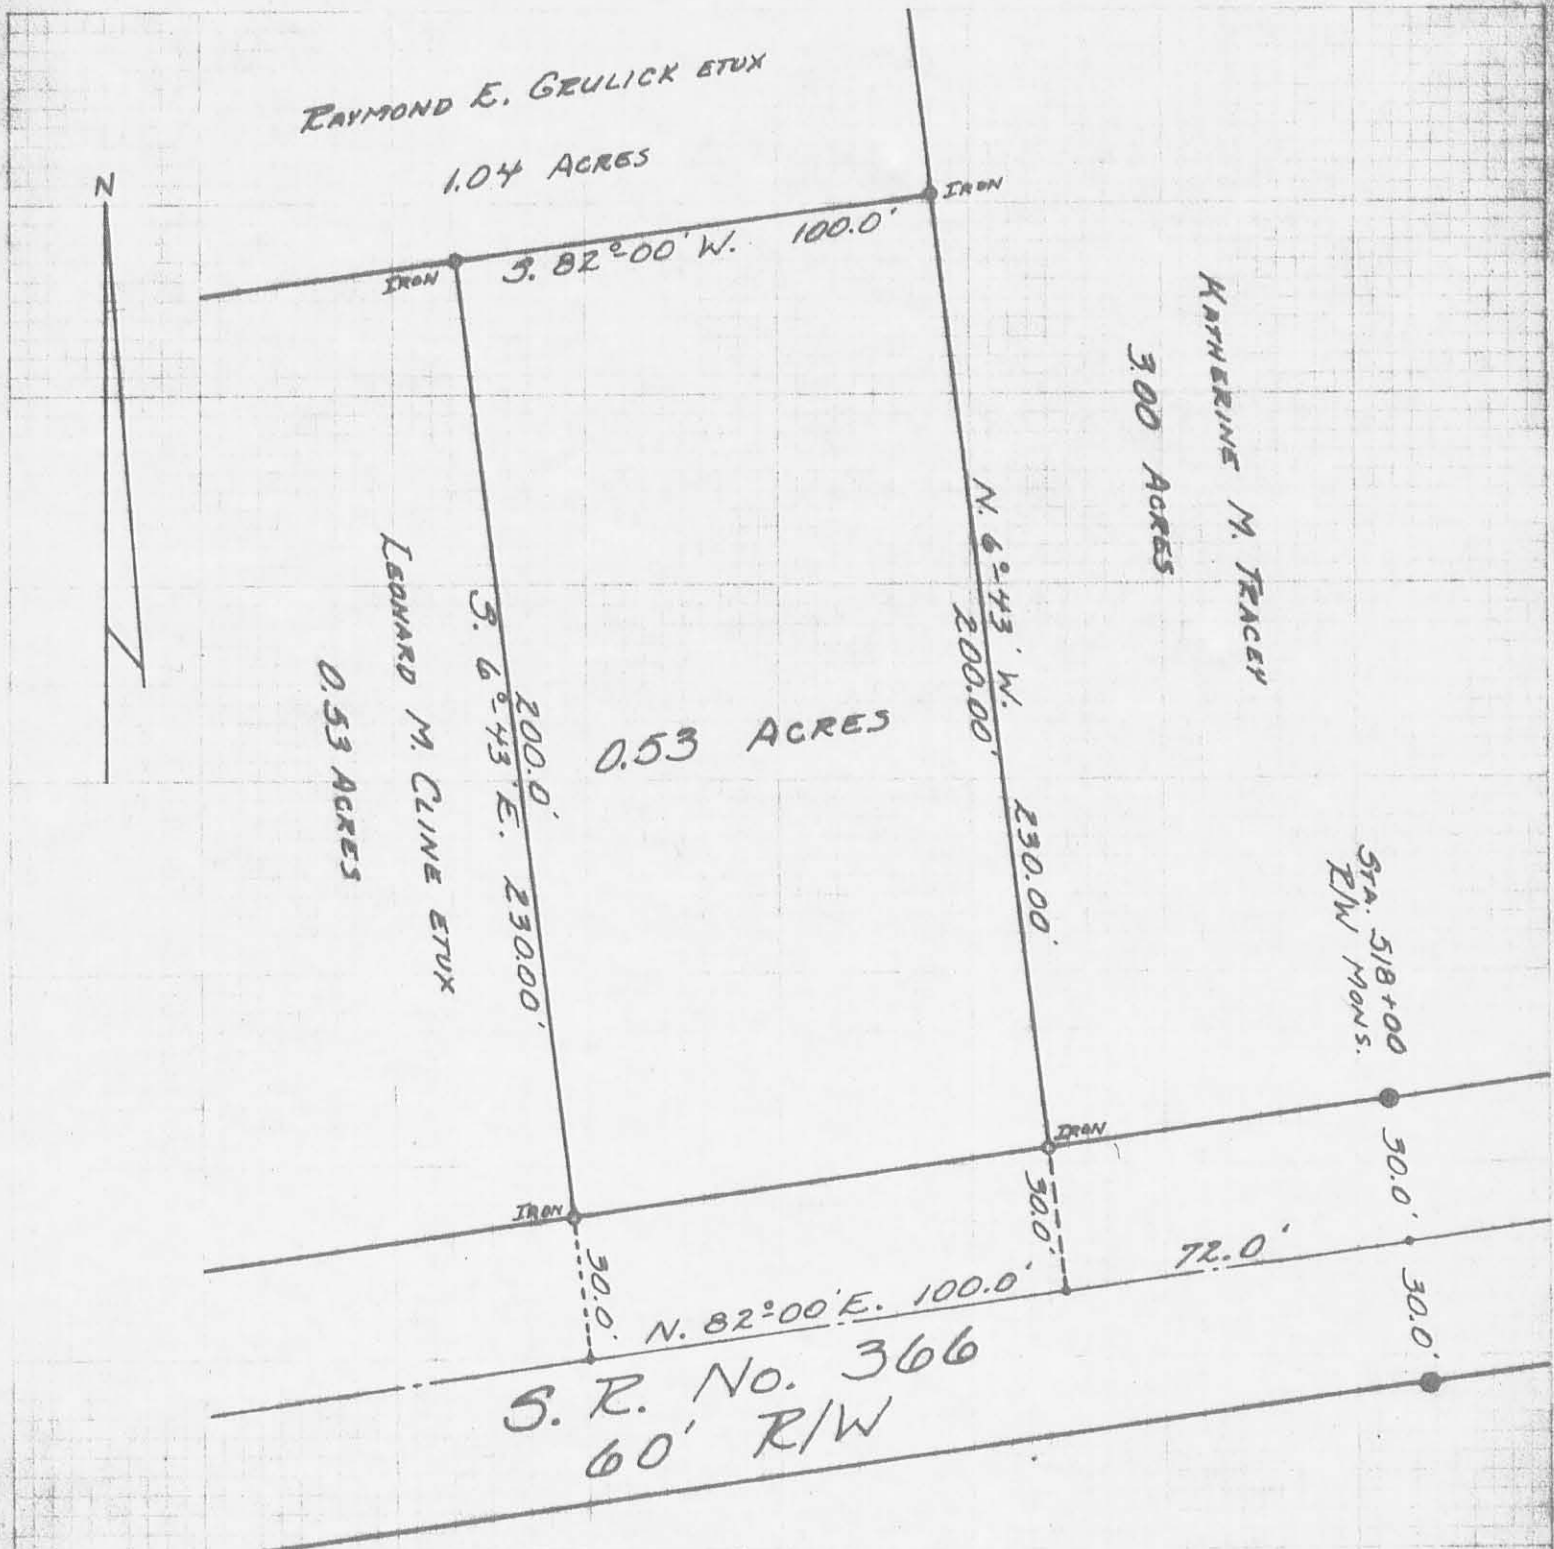 RAYMOND E. GRULICK ETUX
1.04 ACRES
N
IRON
IRON
S. 82°-00' W. 100.0'
KATHERINE M. TRACEY
3.00 ACRES
N. 6°-43' W. 230.00'
200.00'
LEONARD M. CLINE ETUX
0.53 ACRES
200.0'
S. 6°-43' E. 230.00'
0.53 ACRES
STA. 518+00
R/W MONS.
IRON
IRON
30.0'
30.0'
30.0'
30.0'
72.0'
N. 82°-00' E. 100.0'
S. R. No. 366
60' R/W